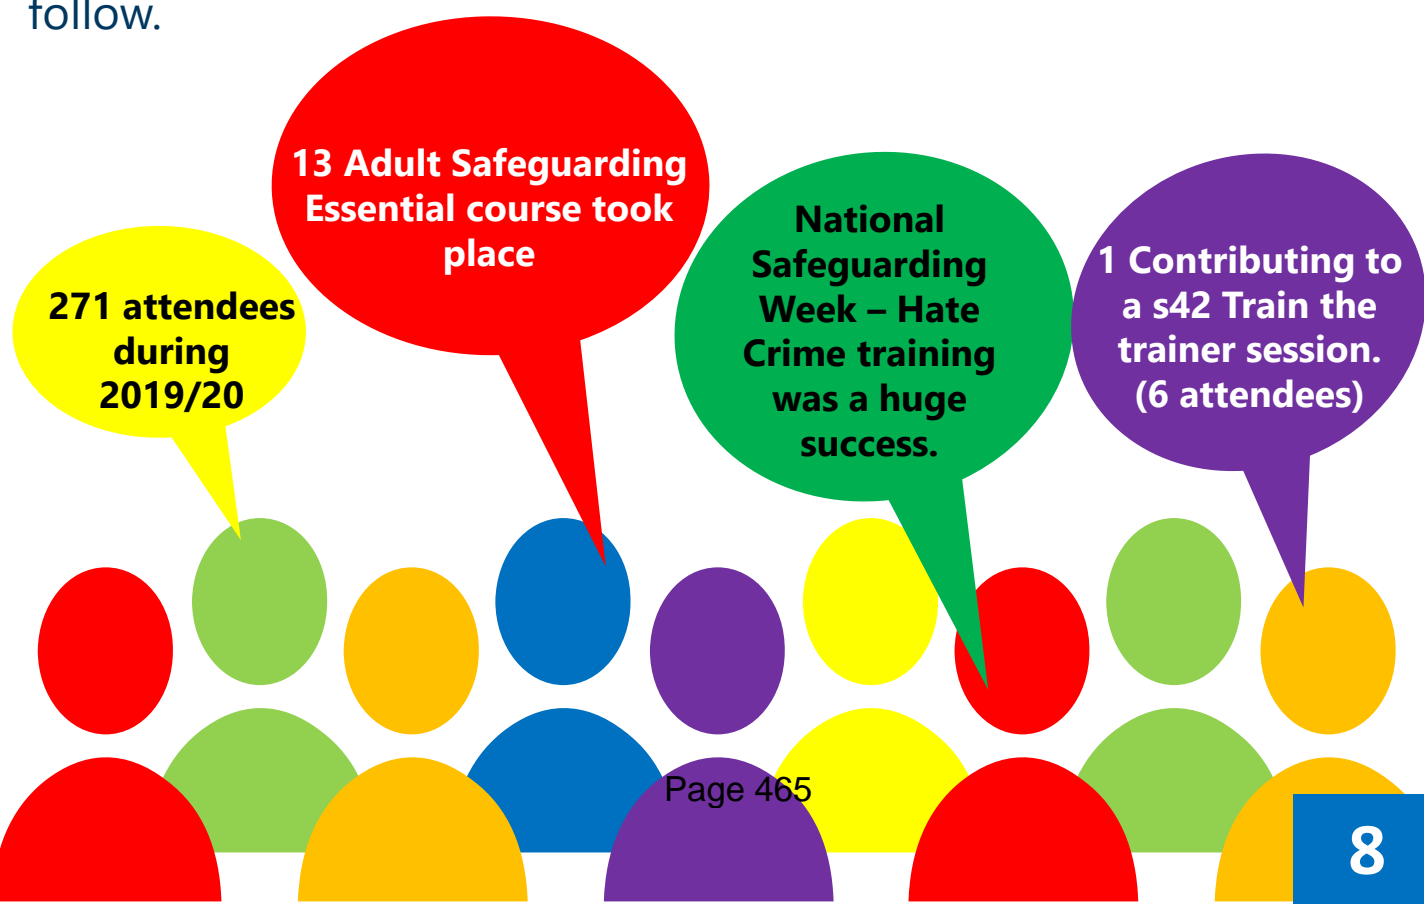 follow.
13 Adult Safeguarding
Essential course took
place
271 attendees
during
2019/20
National
Safeguarding
Week – Hate
Crime training
was a huge
success.
1 Contributing to
a s42 Train the
trainer session.
(6 attendees)
Page 465
8